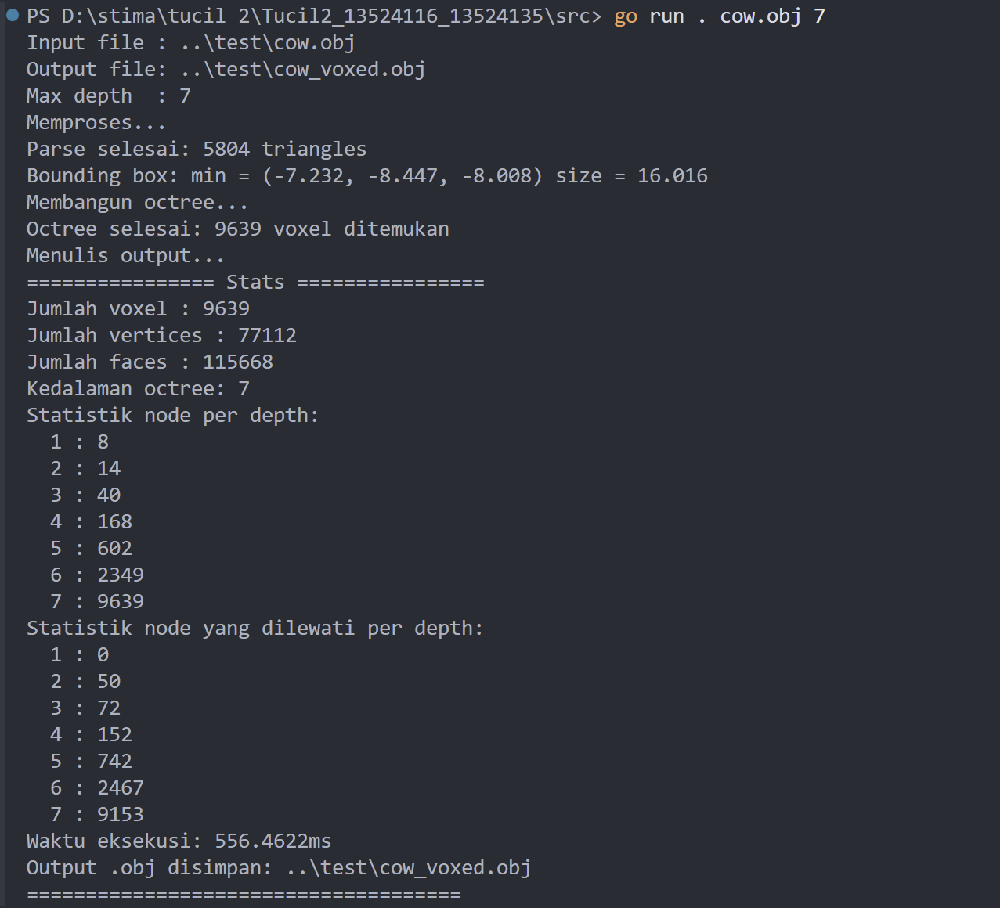 PS D:\stima\tucil 2\Tucil2_13524116_13524135\src> go run . cow.obj 7
Input file : ..\test\cow.obj
Output file: ..\test\cow_voxed.obj
Max depth  : 7
Memproses...
Parse selesai: 5804 triangles
Bounding box: min = (-7.232, -8.447, -8.008) size = 16.016
Membangun octree...
Octree selesai: 9639 voxel ditemukan
Menulis output...
================ Stats ================
Jumlah voxel : 9639
Jumlah vertices : 77112
Jumlah faces : 115668
Kedalaman octree: 7
Statistik node per depth:
  1 : 8
  2 : 14
  3 : 40
  4 : 168
  5 : 602
  6 : 2349
  7 : 9639
Statistik node yang dilewati per depth:
  1 : 0
  2 : 50
  3 : 72
  4 : 152
  5 : 742
  6 : 2467
  7 : 9153
Waktu eksekusi: 556.4622ms
Output .obj disimpan: ..\test\cow_voxed.obj
=====================================